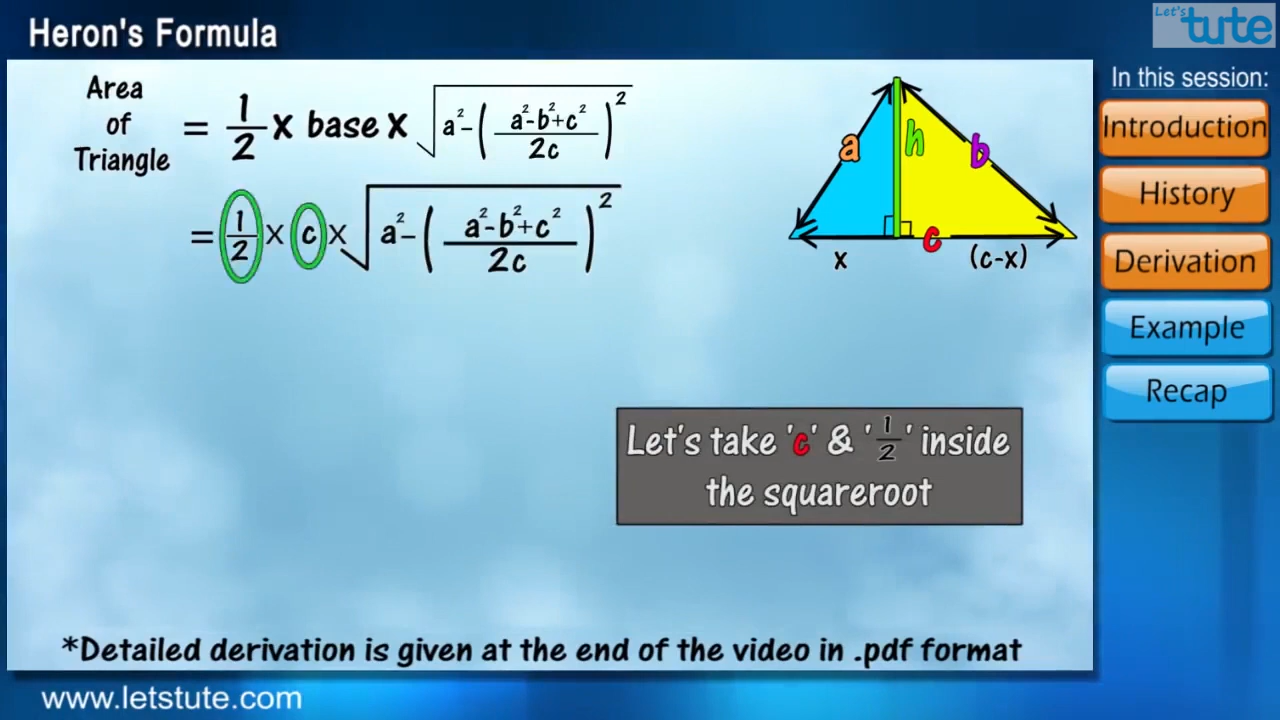 Heron's Formula
Let's tute
Area of Triangle = 1/2 x base x √(a²-((a²-b²+c²)/2c)²)
= 1/2 x c x √(a²-((a²-b²+c²)/2c)²)
a
h
b
c
x
(c-x)
Let's take 'c' & '1/2' inside
the squareroot
*Detailed derivation is given at the end of the video in .pdf format
www.letstute.com
In this session:
Introduction
History
Derivation
Example
Recap